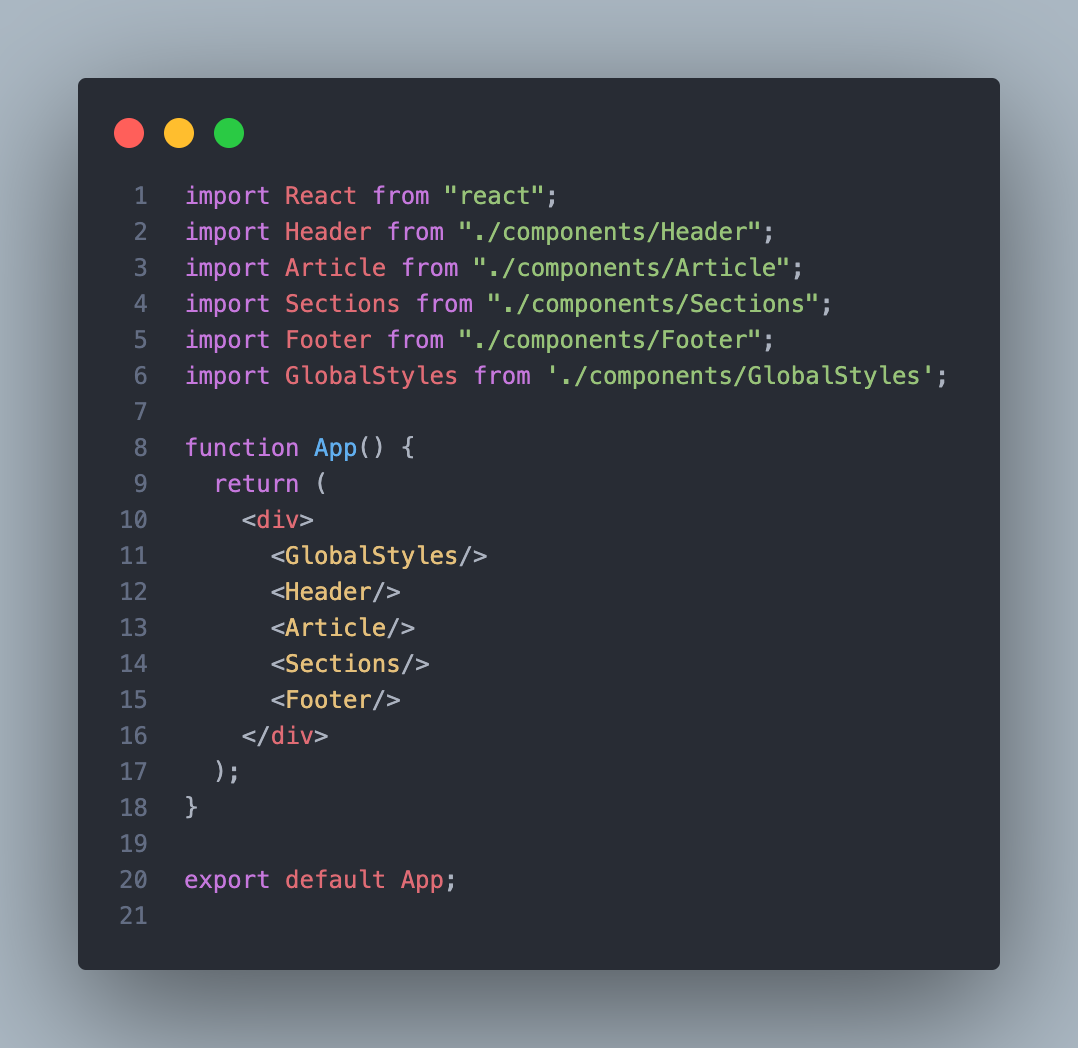 1 import React from "react";
2 import Header from "./components/Header";
3 import Article from "./components/Article";
4 import Sections from "./components/Sections";
5 import Footer from "./components/Footer";
6 import GlobalStyles from './components/GlobalStyles';
7
8 function App() {
9   return (
10     <div>
11       <GlobalStyles/>
12       <Header/>
13       <Article/>
14       <Sections/>
15       <Footer/>
16     </div>
17   );
18 }
19
20 export default App;
21